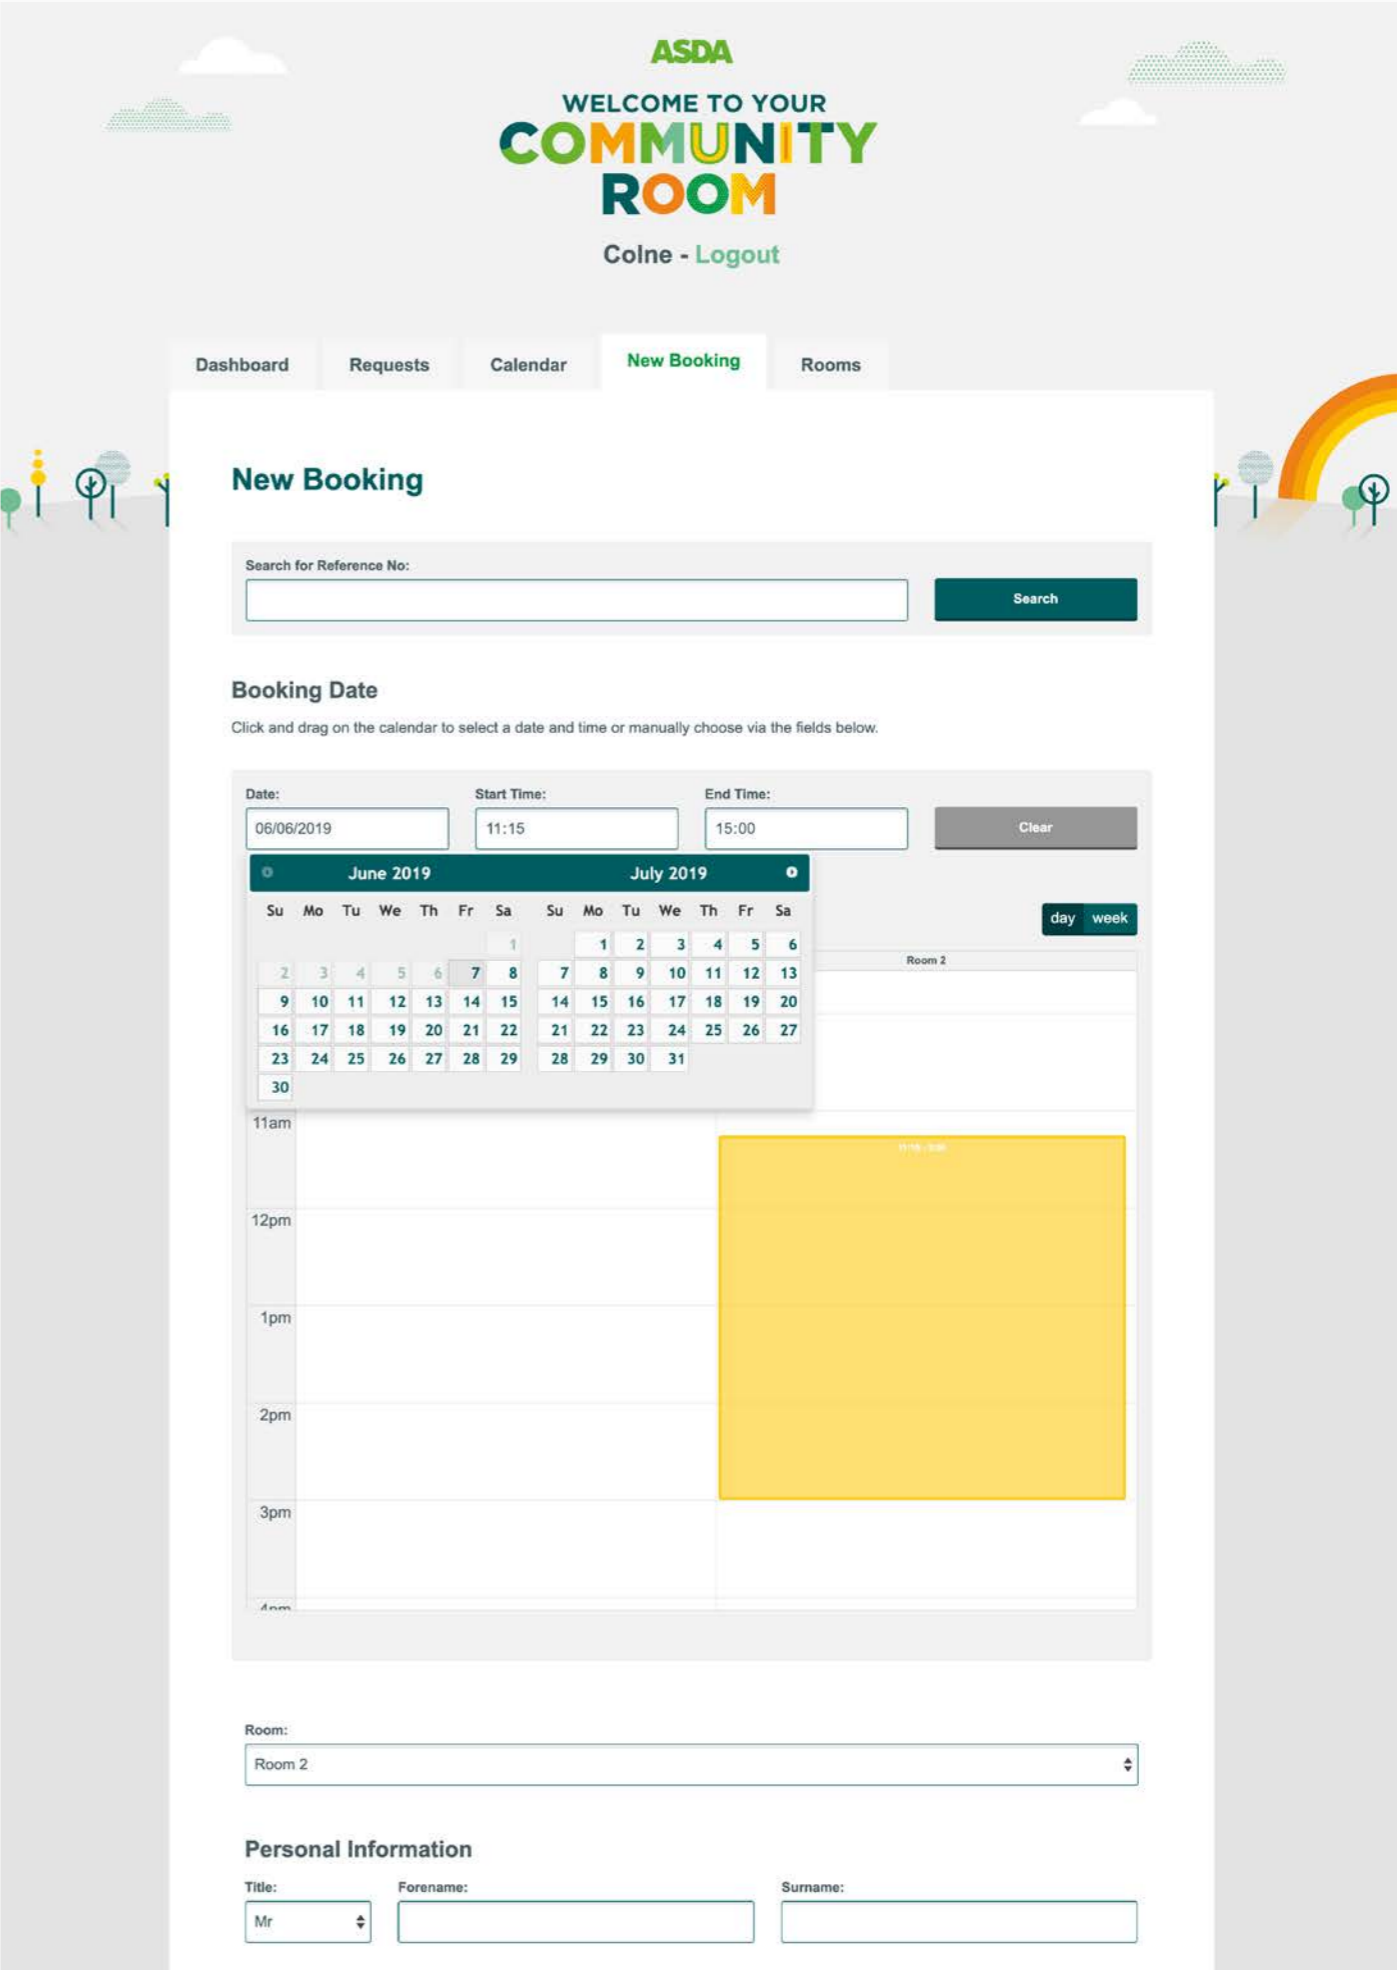 ASDA
WELCOME TO YOUR
COMMUNITY
ROOM
Colne - Logout
Dashboard Requests Calendar New Booking Rooms
New Booking
Search for Reference No:
Search
Booking Date
Click and drag on the calendar to select a date and time or manually choose via the fields below.
Date: Start Time: End Time:
06/06/2019 11:15 15:00 Clear
June 2019 July 2019
Su Mo Tu We Th Fr Sa Su Mo Tu We Th Fr Sa
day week
1 1 2 3 4 5 6
Room 2
2 3 4 5 6 7 8 7 8 9 10 11 12 13
9 10 11 12 13 14 15 14 15 16 17 18 19 20
16 17 18 19 20 21 22 21 22 23 24 25 26 27
23 24 25 26 27 28 29 28 29 30 31
30
11am
12pm
1pm
2pm
3pm
4pm
Room:
Room 2
Personal Information
Title: Forename: Surname:
Mr